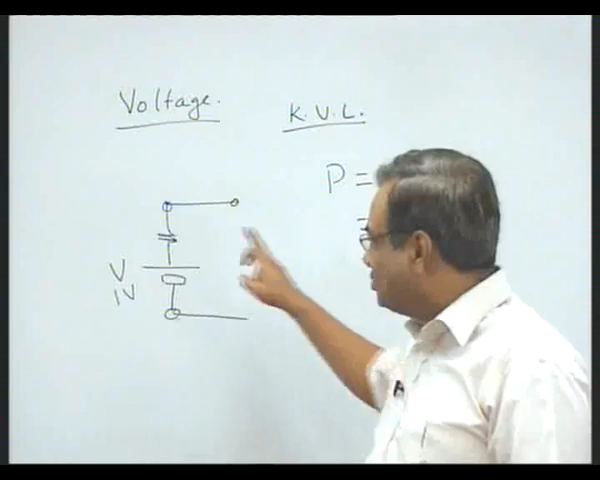 Voltage.
K.V.L.
P =
=
V
1V